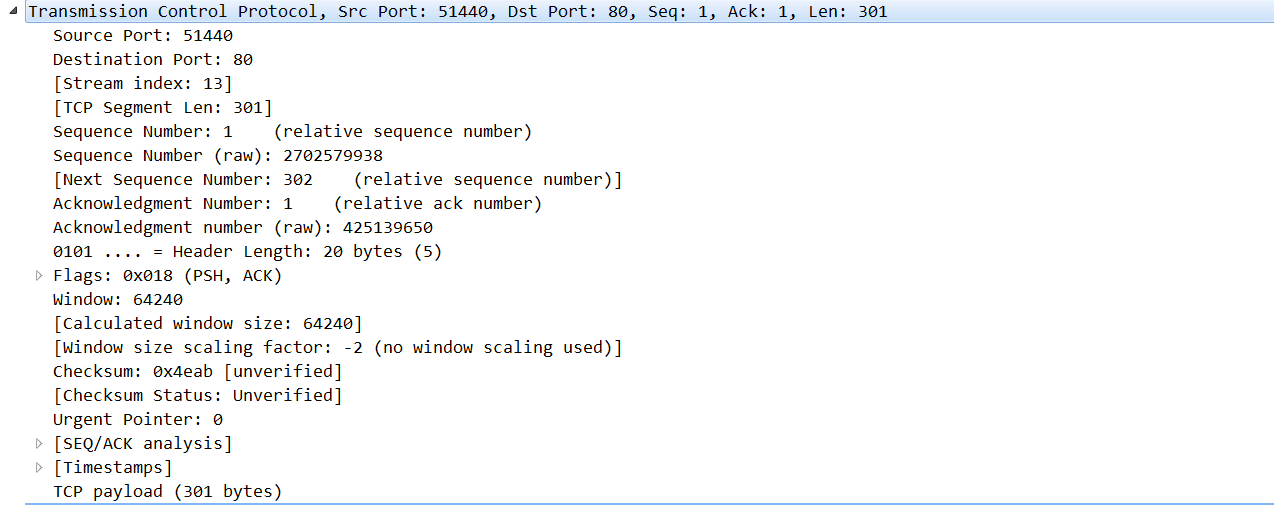 Transmission Control Protocol, Src Port: 51440, Dst Port: 80, Seq: 1, Ack: 1, Len: 301
Source Port: 51440
Destination Port: 80
[Stream index: 13]
[TCP Segment Len: 301]
Sequence Number: 1    (relative sequence number)
Sequence Number (raw): 2702579938
[Next Sequence Number: 302    (relative sequence number)]
Acknowledgment Number: 1    (relative ack number)
Acknowledgment number (raw): 425139650
0101 .... = Header Length: 20 bytes (5)
Flags: 0x018 (PSH, ACK)
Window: 64240
[Calculated window size: 64240]
[Window size scaling factor: -2 (no window scaling used)]
Checksum: 0x4eab [unverified]
[Checksum Status: Unverified]
Urgent Pointer: 0
[SEQ/ACK analysis]
[Timestamps]
TCP payload (301 bytes)